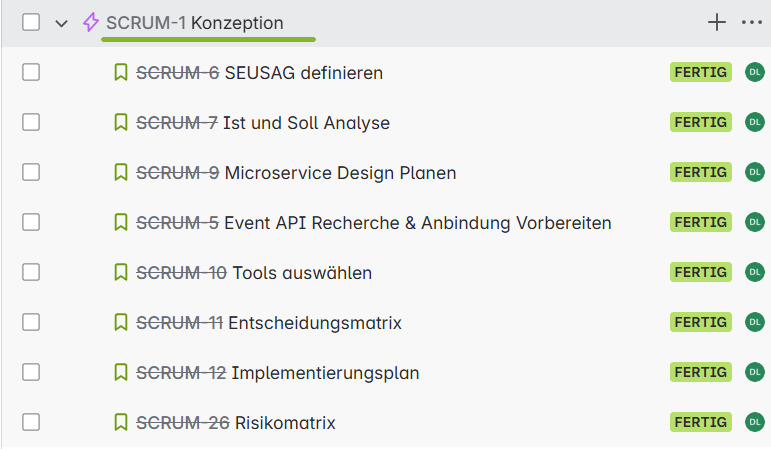 SCRUM-1 Konzeption
SCRUM-6 SEUSAG definieren FERTIG DL
SCRUM-7 Ist und Soll Analyse FERTIG DL
SCRUM-9 Microservice Design Planen FERTIG DL
SCRUM-5 Event API Recherche & Anbindung Vorbereiten FERTIG DL
SCRUM-10 Tools auswählen FERTIG DL
SCRUM-11 Entscheidungsmatrix FERTIG DL
SCRUM-12 Implementierungsplan FERTIG DL
SCRUM-26 Risikomatrix FERTIG DL